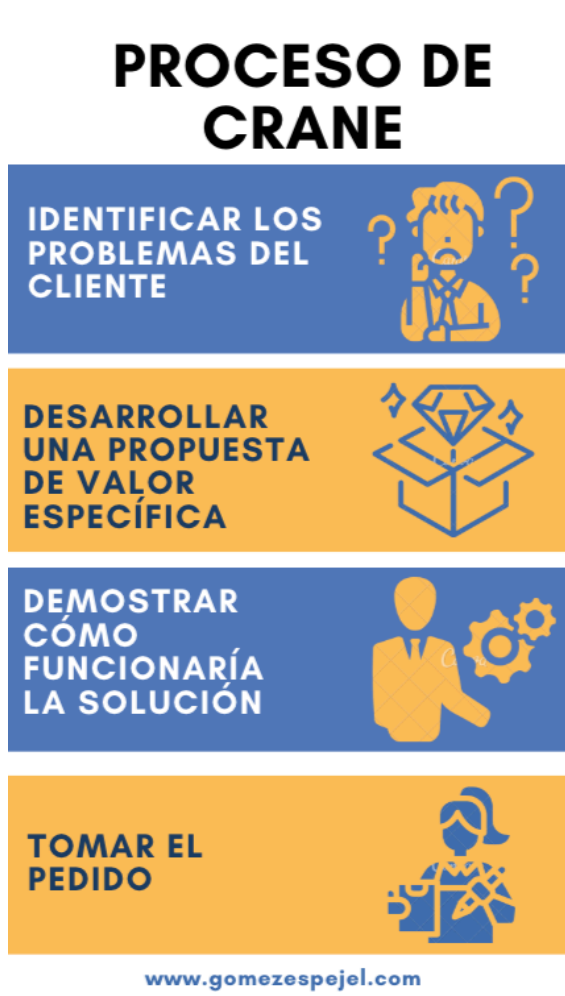 PROCESO DE
CRANE
IDENTIFICAR LOS
PROBLEMAS DEL
CLIENTE
DESARROLLAR
UNA PROPUESTA
DE VALOR
ESPECÍFICA
DEMOSTRAR
CÓMO
FUNCIONARÍA
LA SOLUCIÓN
TOMAR EL
PEDIDO
www.gomezespejel.com